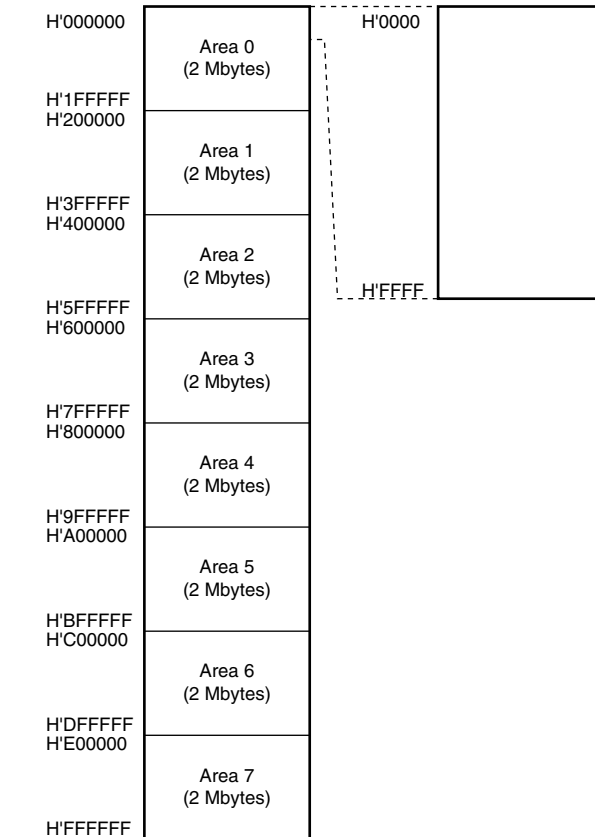 H'000000
H'0000
Area 0
(2 Mbytes)
H'1FFFFF
H'200000
Area 1
(2 Mbytes)
H'3FFFFF
H'400000
Area 2
(2 Mbytes)
H'FFFF
H'5FFFFF
H'600000
Area 3
(2 Mbytes)
H'7FFFFF
H'800000
Area 4
(2 Mbytes)
H'9FFFFF
H'A00000
Area 5
(2 Mbytes)
H'BFFFFF
H'C00000
Area 6
(2 Mbytes)
H'DFFFFF
H'E00000
Area 7
(2 Mbytes)
H'FFFFFF